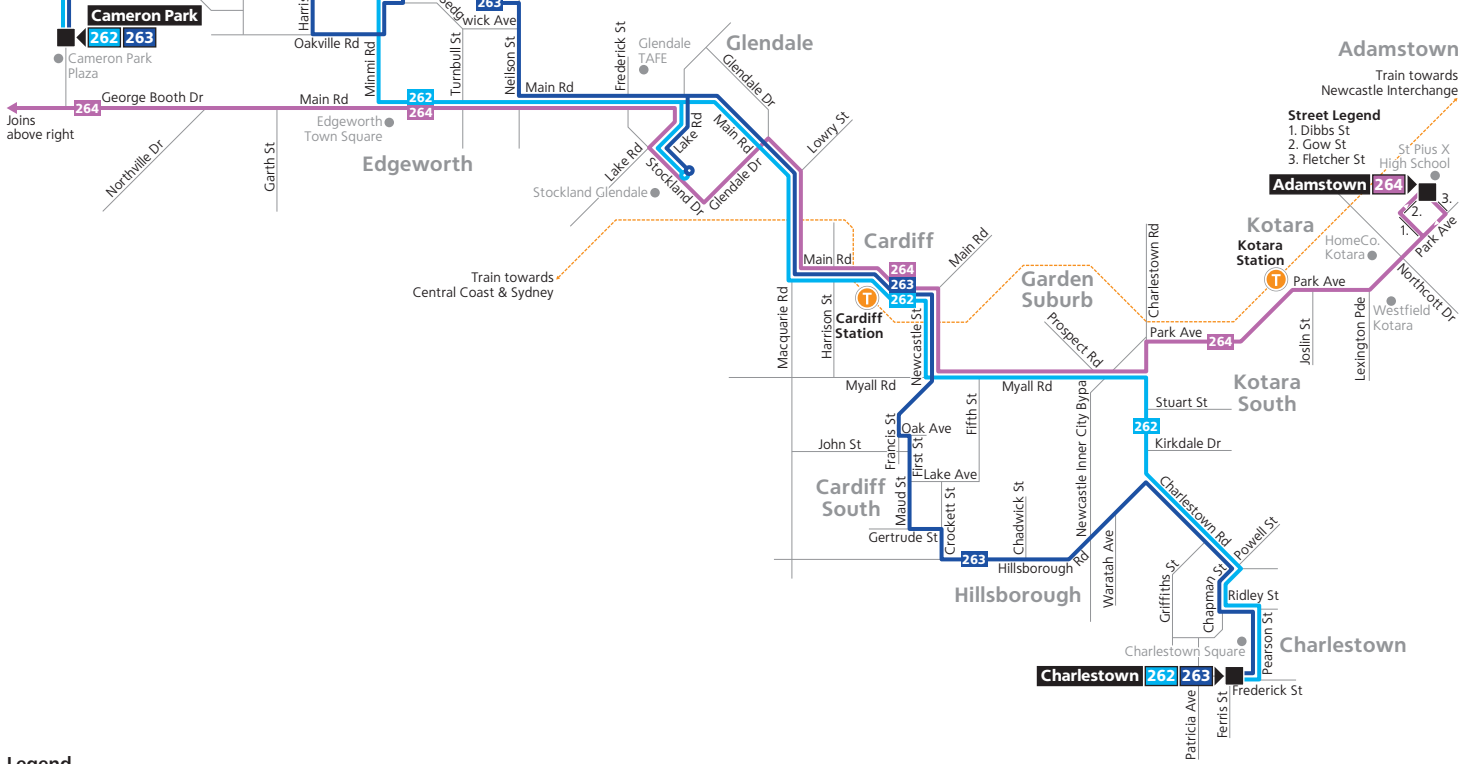 Cameron Park
262 263
Cameron Park
Plaza
Harris
Oakville Rd
Minmi Rd
wick Ave
263
Turnbull St
Neilson St
Main Rd
Frederick St
Glendale
TAFE
Glendale
Glendale Dr
Adamstown
Train towards
Newcastle Interchange
Street Legend
1. Dibbs St
2. Gow St
3. Fletcher St
St Pius X
High School
Adamstown 264
3.
2.
1.
Park Ave
264
George Booth Dr
Main Rd
262
264
Joins
above right
Edgeworth
Town Square
Edgeworth
Northville Dr
Garth St
Lake Rd
Lake Rd
Main Rd
Lowry St
Stockland Dr
Glendale Dr
Stockland Glendale
Train towards
Central Coast & Sydney
Cardiff
Main Rd
264
263
262
Main Rd
T
Cardiff
Station
Macquarie Rd
Harrison St
Newcastle St
Garden
Suburb
Charlestown Rd
Kotara
Kotara
Station
T
HomeCo.
Kotara
Park Ave
Northcott Dr
Westfield
Kotara
Prospect Rd
Park Ave
264
Joslin St
Lexington Pde
Kotara
South
Myall Rd
Myall Rd
Newcastle Inner City Bypa
Stuart St
262
Kirkdale Dr
Fifth St
Francis St
Oak Ave
First St
John St
Lake Ave
Cardiff
South
Maud St
Gertrude St
Crockett St
Chadwick St
263
Hillsborough Rd
Hillsborough
Waratah Ave
Charlestown Rd
Powell St
Griffiths St
Chapman St
Ridley St
Pearson St
Charlestown Square
Charlestown
Charlestown 262 263
Frederick St
Ferris St
Patricia Ave
Legend